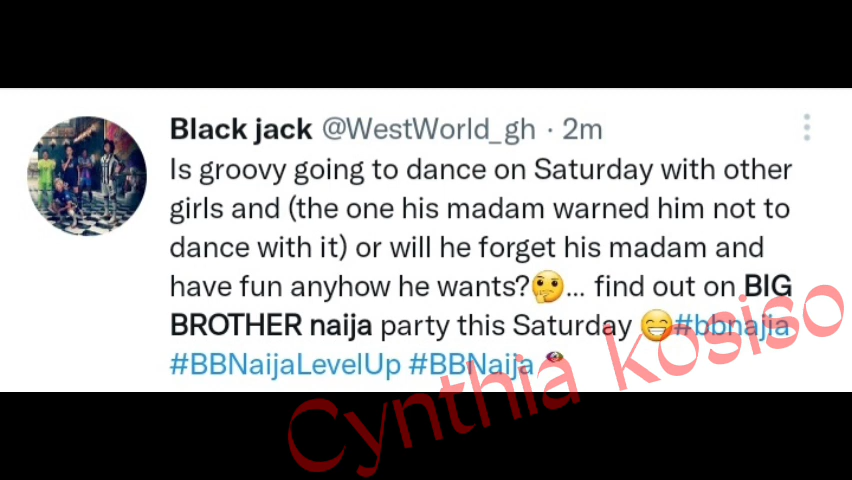 Black jack @WestWorld_gh · 2m
Is groovy going to dance on Saturday with other
girls and (the one his madam warned him not to
dance with it) or will he forget his madam and
have fun anyhow he wants?🤔... find out on BIG
BROTHER naija party this Saturday 😁#bbnajia
#BBNaijaLevelUp #BBNaija
Cynthia kosiso